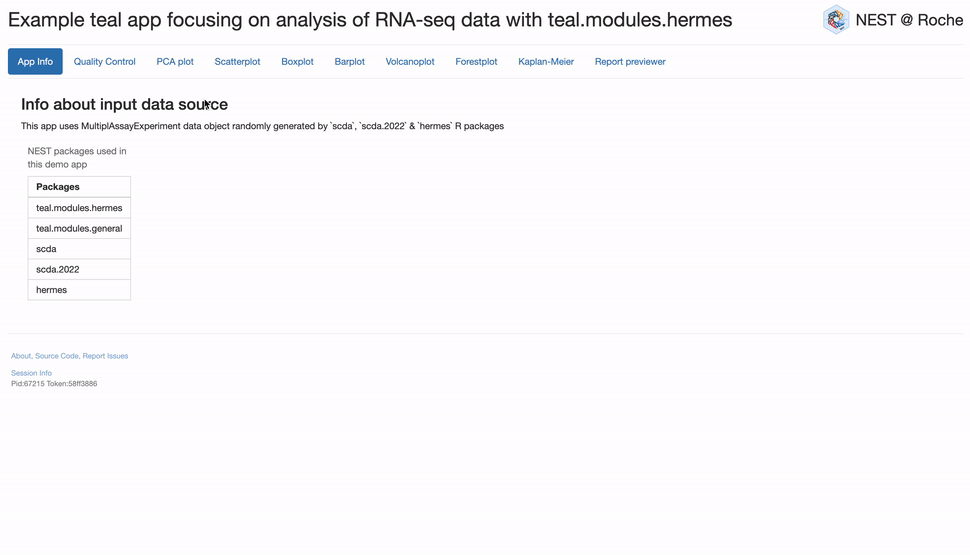 Example teal app focusing on analysis of RNA-seq data with teal.modules.hermes
NEST @ Roche
App Info Quality Control PCA plot Scatterplot Boxplot Barplot Volcanoplot Forestplot Kaplan-Meier Report previewer
Info about input data source
This app uses MultiplAssayExperiment data object randomly generated by `scda`, `scda.2022` & `hermes` R packages
NEST packages used in
this demo app
Packages
teal.modules.hermes
teal.modules.general
scda
scda.2022
hermes
About, Source Code, Report Issues
Session Info
Pid:67215 Token:58ff3886